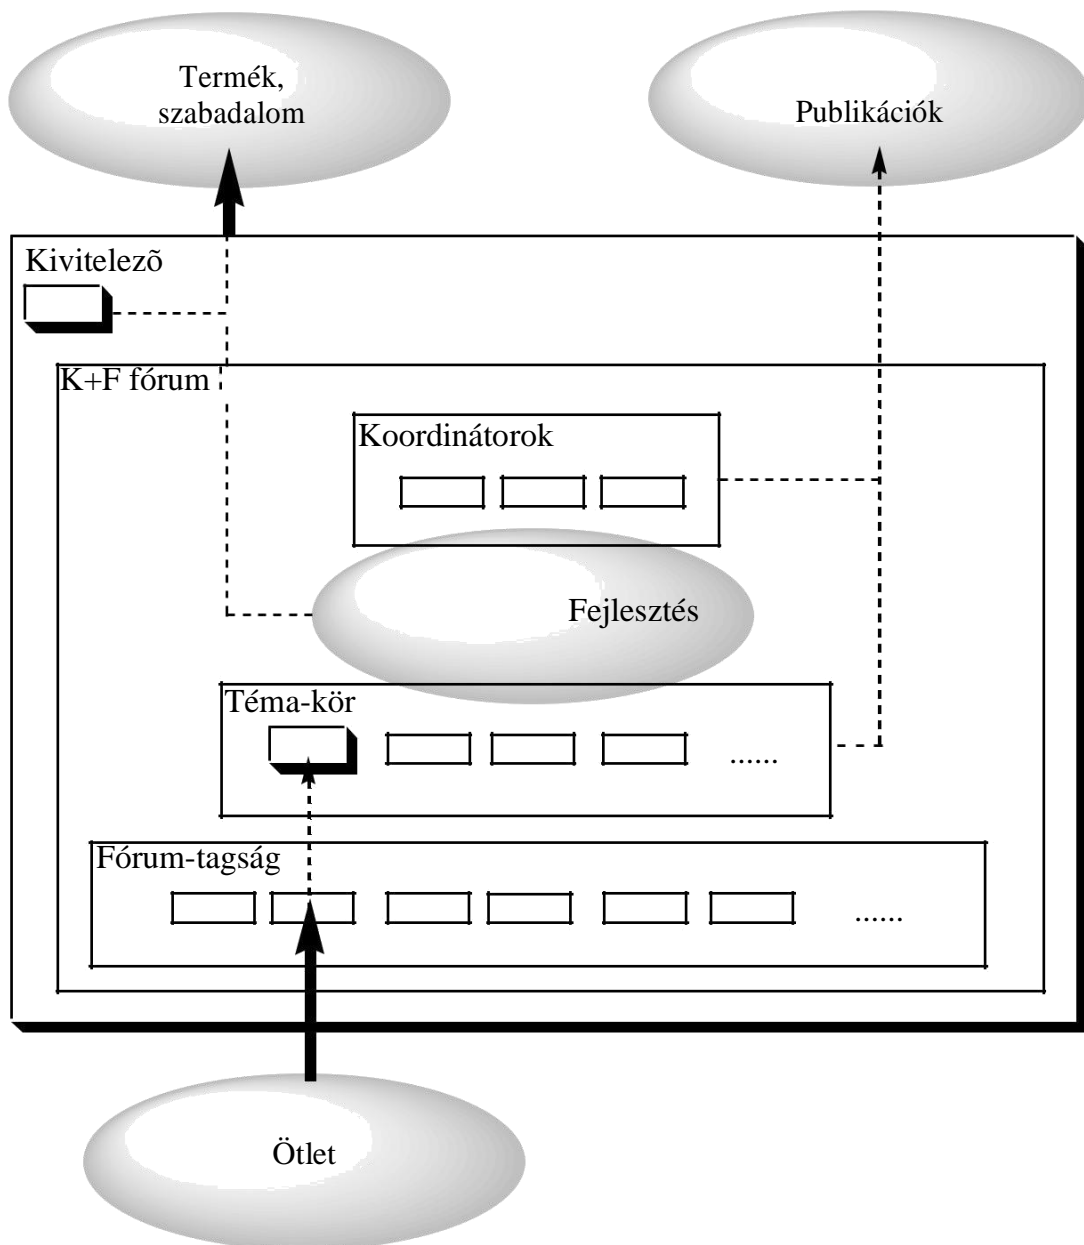 Termék,
szabadalom
Publikációk
Kivitelezõ
K+F fórum
Koordinátorok
Fejlesztés
Téma-kör
......
Fórum-tagság
......
Ötlet